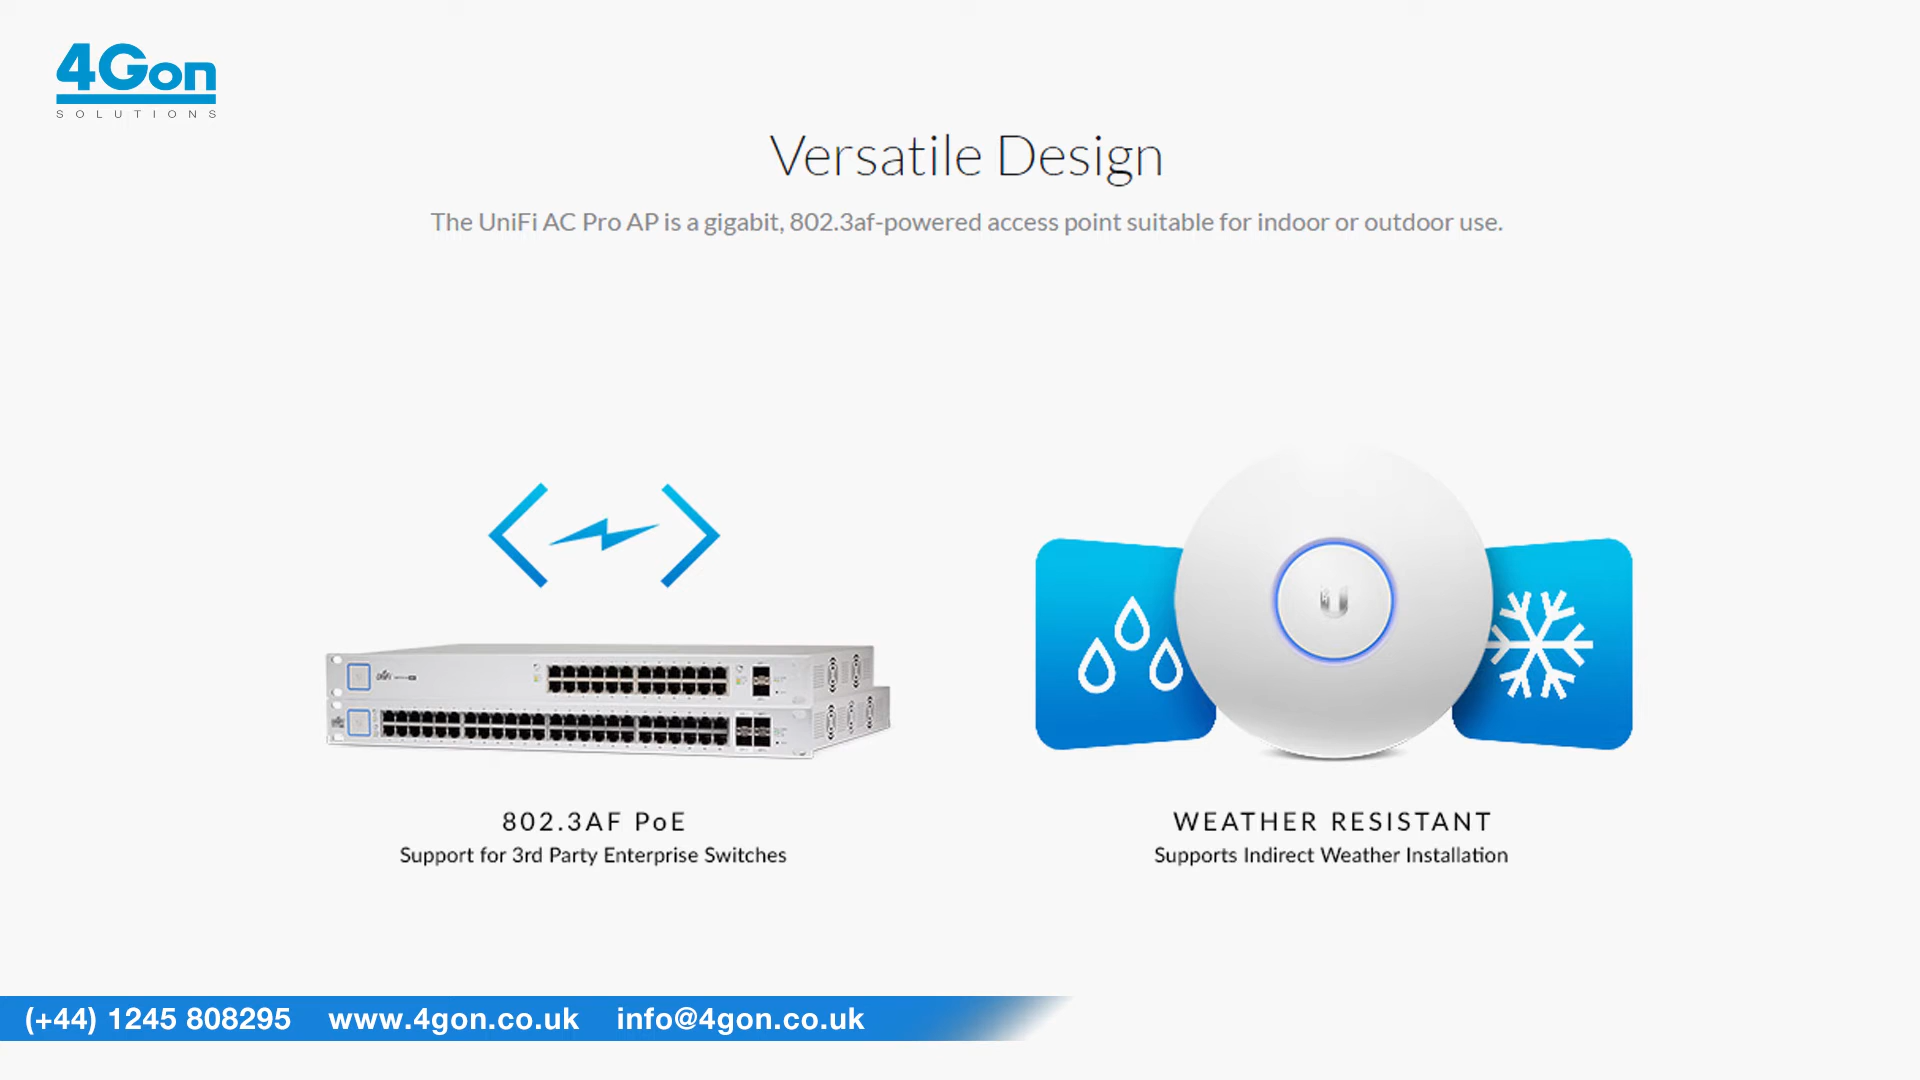 4Gon
SOLUTIONS
Versatile Design
The UniFi AC Pro AP is a gigabit, 802.3af-powered access point suitable for indoor or outdoor use.
UniFi
802.3AF PoE
Support for 3rd Party Enterprise Switches
WEATHER RESISTANT
Supports Indirect Weather Installation
(+44) 1245 808295 www.4gon.co.uk info@4gon.co.uk